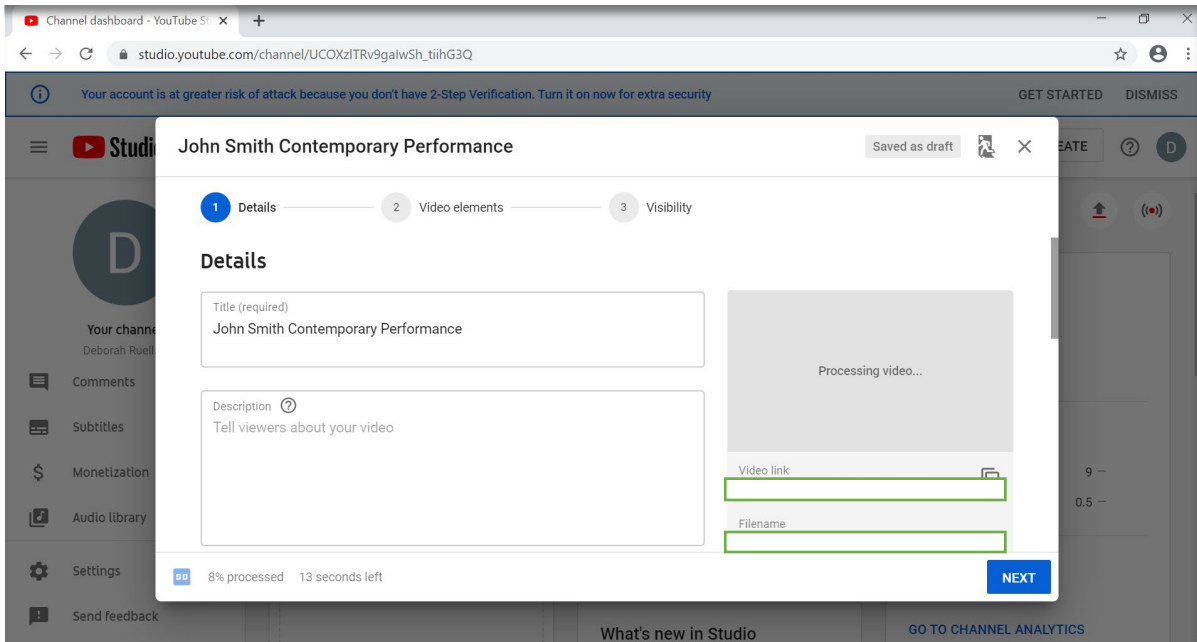 Channel dashboard - YouTube St
studio.youtube.com/channel/UCOXzlTRv9gaIwSh_tiihG3Q
Your account is at greater risk of attack because you don't have 2-Step Verification. Turn it on now for extra security
GET STARTED DISMISS
Studi
EATE
D
John Smith Contemporary Performance
Saved as draft
1 Details
2 Video elements
3 Visibility
D
Your channe
Deborah Ruell
Comments
Subtitles
Monetization
Audio library
Settings
Send feedback
Details
Title (required)
John Smith Contemporary Performance
Description
Tell viewers about your video
Processing video...
Video link
Filename
9 —
0.5 —
SD 8% processed 13 seconds left
NEXT
What's new in Studio
GO TO CHANNEL ANALYTICS